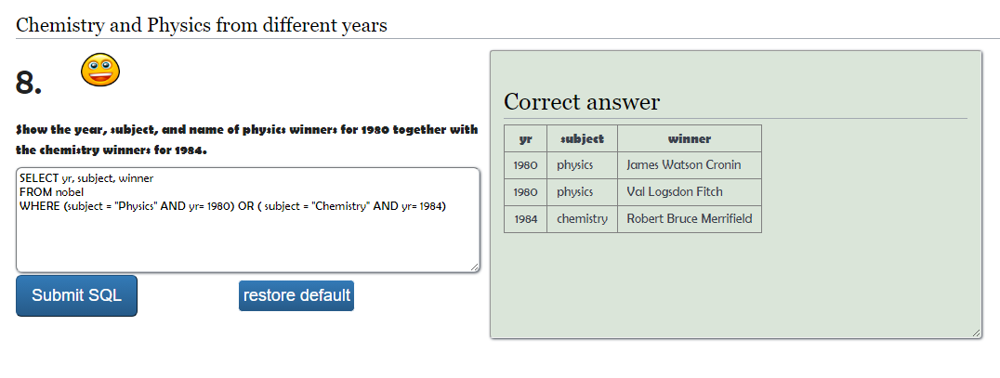 Chemistry and Physics from different years
8.
Show the year, subject, and name of physics winners for 1980 together with
the chemistry winners for 1984.
SELECT yr, subject, winner
FROM nobel
WHERE (subject = "Physics" AND yr= 1980) OR ( subject = "Chemistry" AND yr= 1984)
Submit SQL restore default
Correct answer
yr subject winner
1980 physics James Watson Cronin
1980 physics Val Logsdon Fitch
1984 chemistry Robert Bruce Merrifield